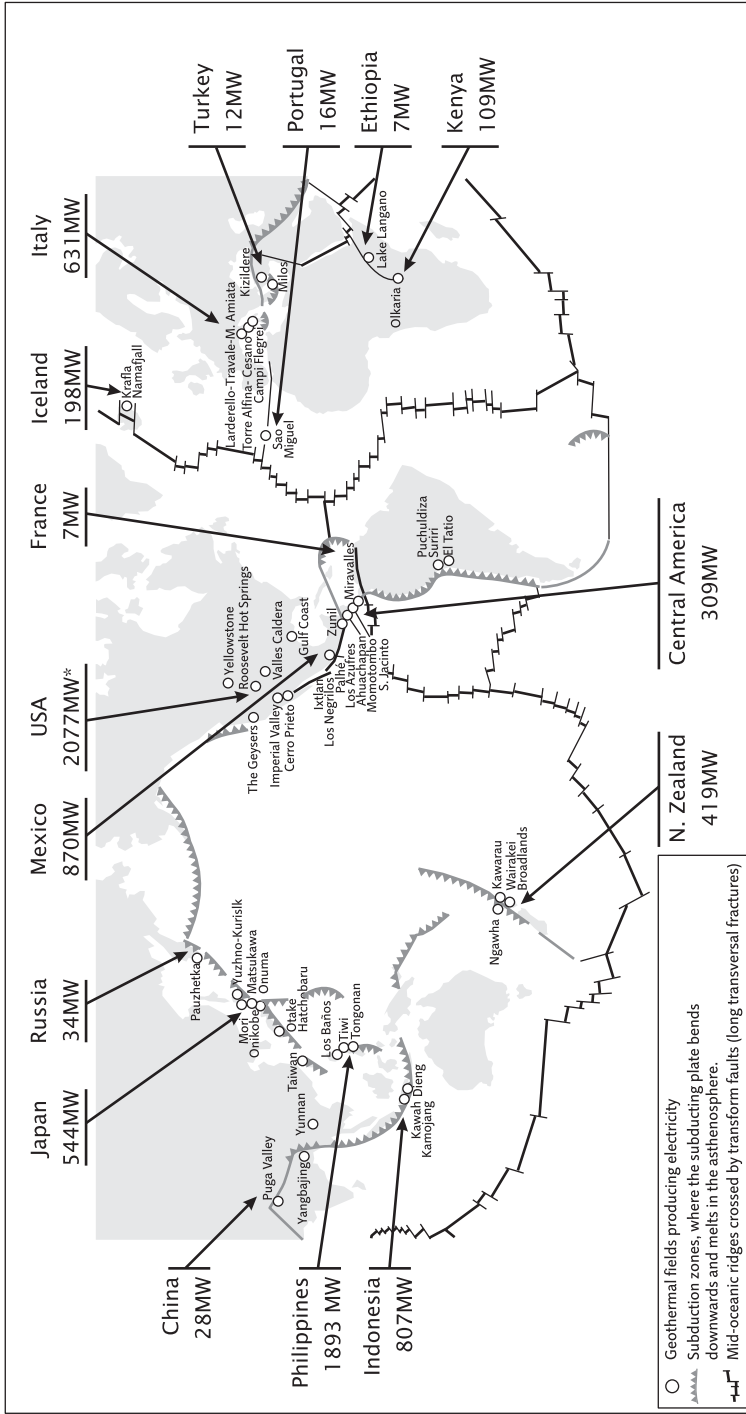 Japan
544MW
Russia
34MW
Mexico
870MW
USA
2077MW*
France
7MW
Iceland
198MW
Italy
631MW
Turkey
12MW
Portugal
16MW
Ethiopia
7MW
Kenya
109MW
China
28MW
Philippines
1893 MW
Indonesia
807MW
N. Zealand
419MW
Central America
309MW
Puga Valley
Yangbajing
Yunnan
Taiwan
Pauzhetka
Yuzhno-Kurislk
Matsukawa
Onuma
Mori
Onikobe
Otake
Hatchobaru
Los Baños
Tiwi
Tongonan
Kawah Dieng
Kamojang
Ngawha
Kawarau
Wairakei
Broadlands
The Geysers
Imperial Valley
Cerro Prieto
Yellowstone
Roosevelt Hot Springs
Valles Caldera
Gulf Coast
Ixtlan
Los Negrilos
Palhé, I
Los Azufres
Ahuachapan
Momotombo
S. Jacinto
Zunil
Miravalles
Puchuldiza
Suriri
El Tatio
Krafla
Namafjall
Larderello-Travale-M. Amiata
Torre Alfina- Cesano
Campi Flegrei
Sao
Miguel
Kizildere
Milos
Lake Langano
Olkaria
Geothermal fields producing electricity
Subduction zones, where the subducting plate bends
downwards and melts in the asthenosphere.
Mid-oceanic ridges crossed by transform faults (long transversal fractures)